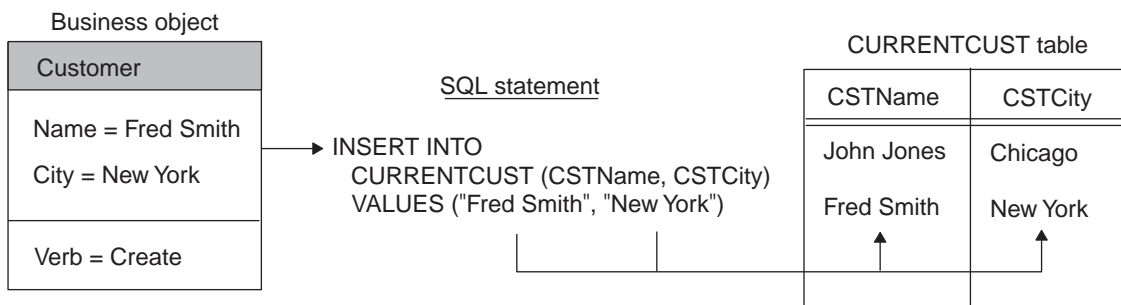 Business object
Customer
Name = Fred Smith
City = New York
Verb = Create
SQL statement
INSERT INTO
CURRENTCUST (CSTName, CSTCity)
VALUES ("Fred Smith", "New York")
CURRENTCUST table
CSTName CSTCity
John Jones Chicago
Fred Smith New York